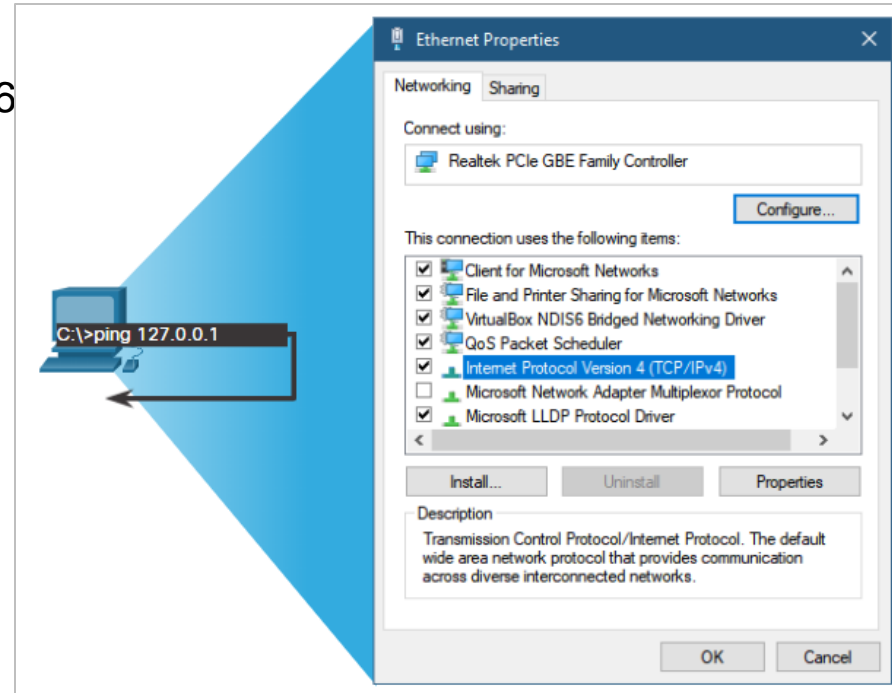 6
C:\>ping 127.0.0.1
Ethernet Properties
Networking
Sharing
Connect using:
Realtek PCIe GBE Family Controller
Configure...
This connection uses the following items:
Client for Microsoft Networks
File and Printer Sharing for Microsoft Networks
VirtualBox NDIS6 Bridged Networking Driver
QoS Packet Scheduler
Internet Protocol Version 4 (TCP/IPv4)
Microsoft Network Adapter Multiplexor Protocol
Microsoft LLDP Protocol Driver
Install...
Uninstall
Properties
Description
Transmission Control Protocol/Internet Protocol. The default
wide area network protocol that provides communication
across diverse interconnected networks.
OK
Cancel